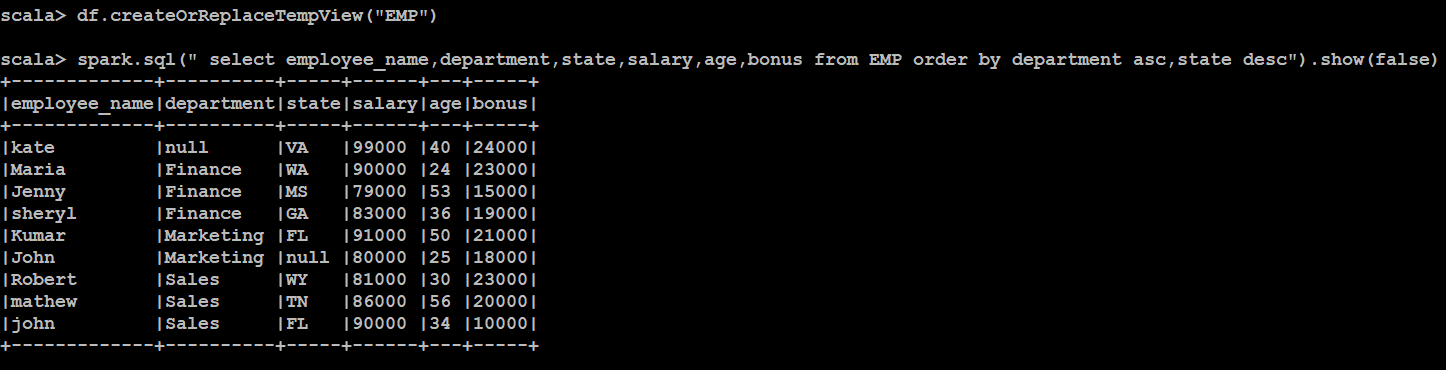 scala> df.createOrReplaceTempView("EMP")
scala> spark.sql(" select employee_name,department,state,salary,age,bonus from EMP order by department asc,state desc").show(false)
+-------------+----------+-----+------+---+-----+
|employee_name|department|state|salary|age|bonus|
+-------------+----------+-----+------+---+-----+
|kate         |null      |VA   |99000 |40 |24000|
|Maria        |Finance   |WA   |90000 |24 |23000|
|Jenny        |Finance   |MS   |79000 |53 |15000|
|sheryl       |Finance   |GA   |83000 |36 |19000|
|Kumar        |Marketing |FL   |91000 |50 |21000|
|John         |Marketing |null |80000 |25 |18000|
|Robert       |Sales     |WY   |81000 |30 |23000|
|mathew       |Sales     |TN   |86000 |56 |20000|
|john         |Sales     |FL   |90000 |34 |10000|
+-------------+----------+-----+------+---+-----+